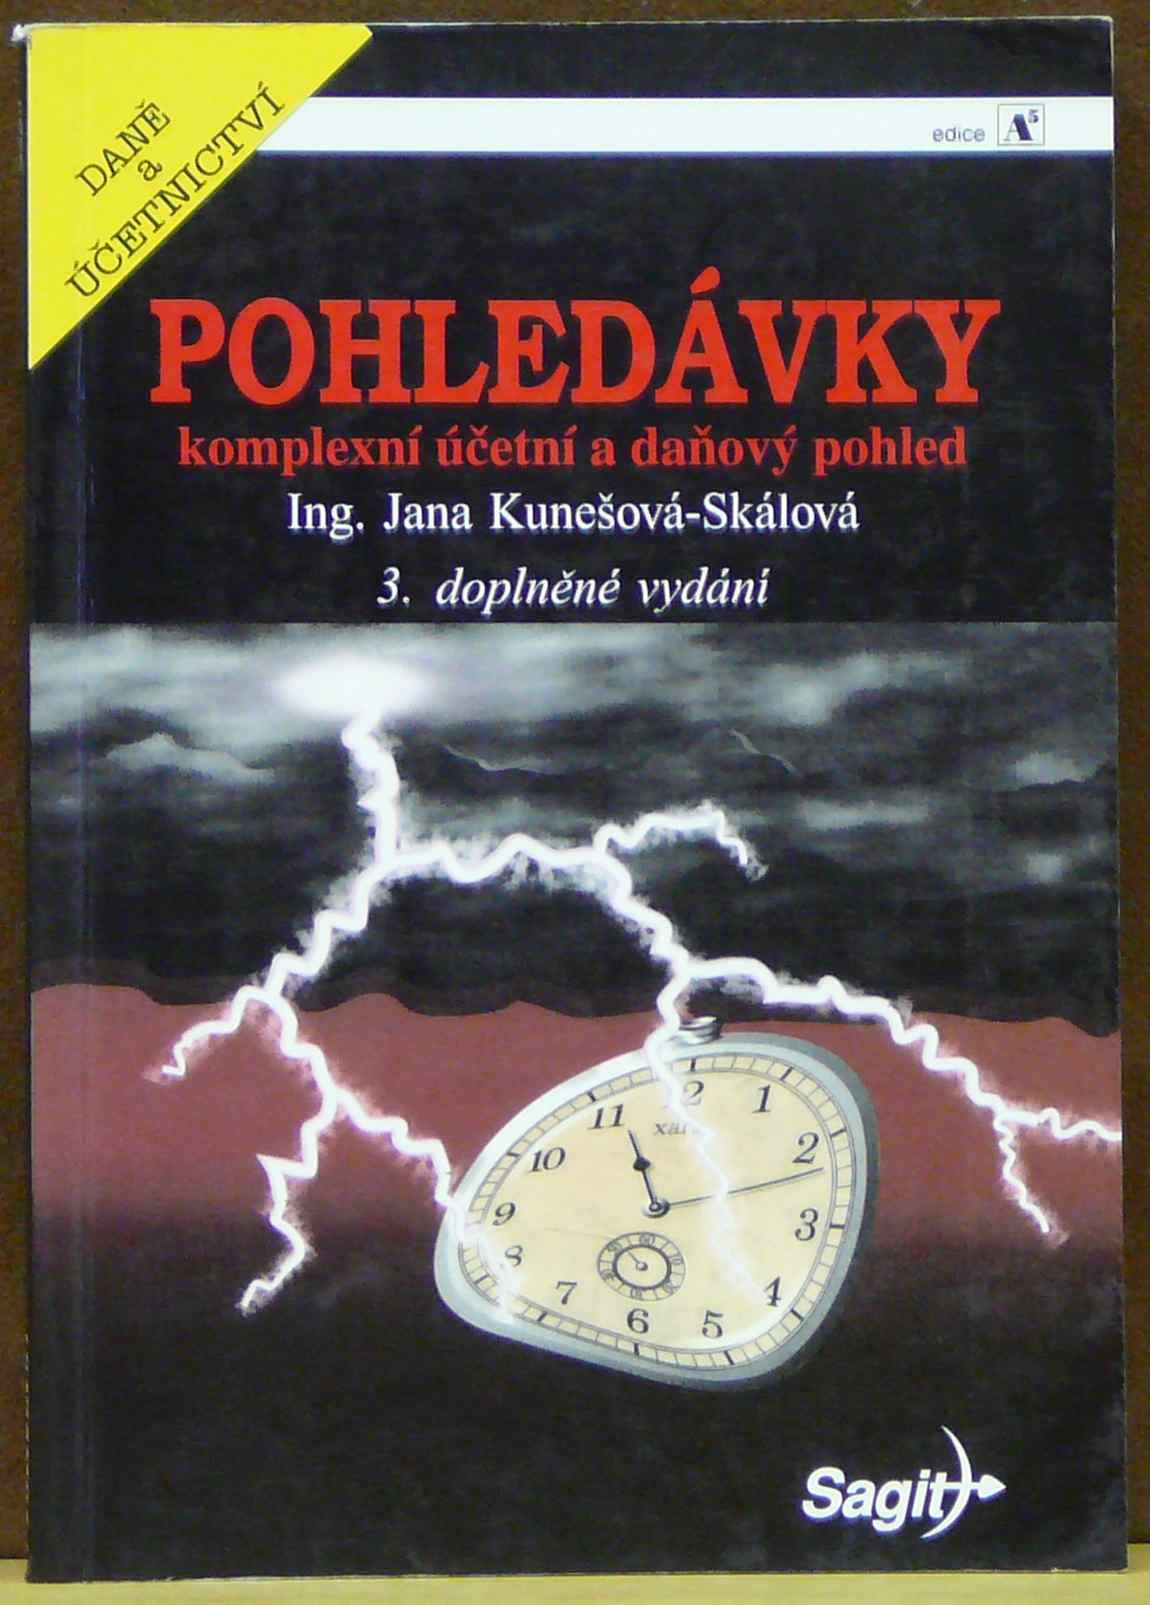 DANĚ
a
ÚČETNICTVÍ
edice A5
POHLEDÁVKY
komplexní účetní a daňový pohled
Ing. Jana Kunešová-Skálová
3. doplněné vydání
12
1
2
3
4
5
6
7
8
9
10
11
60
Sagit